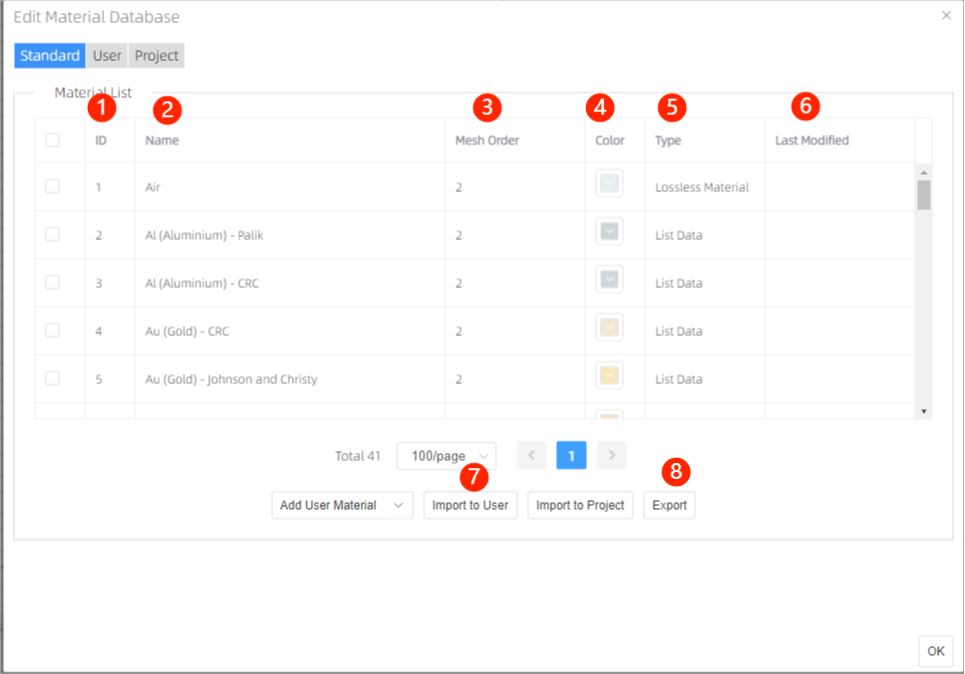 Edit Material Database
Standard User Project
Material List
1 2 3 4 5 6
ID Name Mesh Order Color Type Last Modified
1 Air 2 Lossless Material
2 Al (Aluminium) - Palik 2 List Data
3 Al (Aluminium) - CRC 2 List Data
4 Au (Gold) - CRC 2 List Data
5 Au (Gold) - Johnson and Christy 2 List Data
Total 41 100/page 1
7 8
Add User Material Import to User Import to Project Export
OK